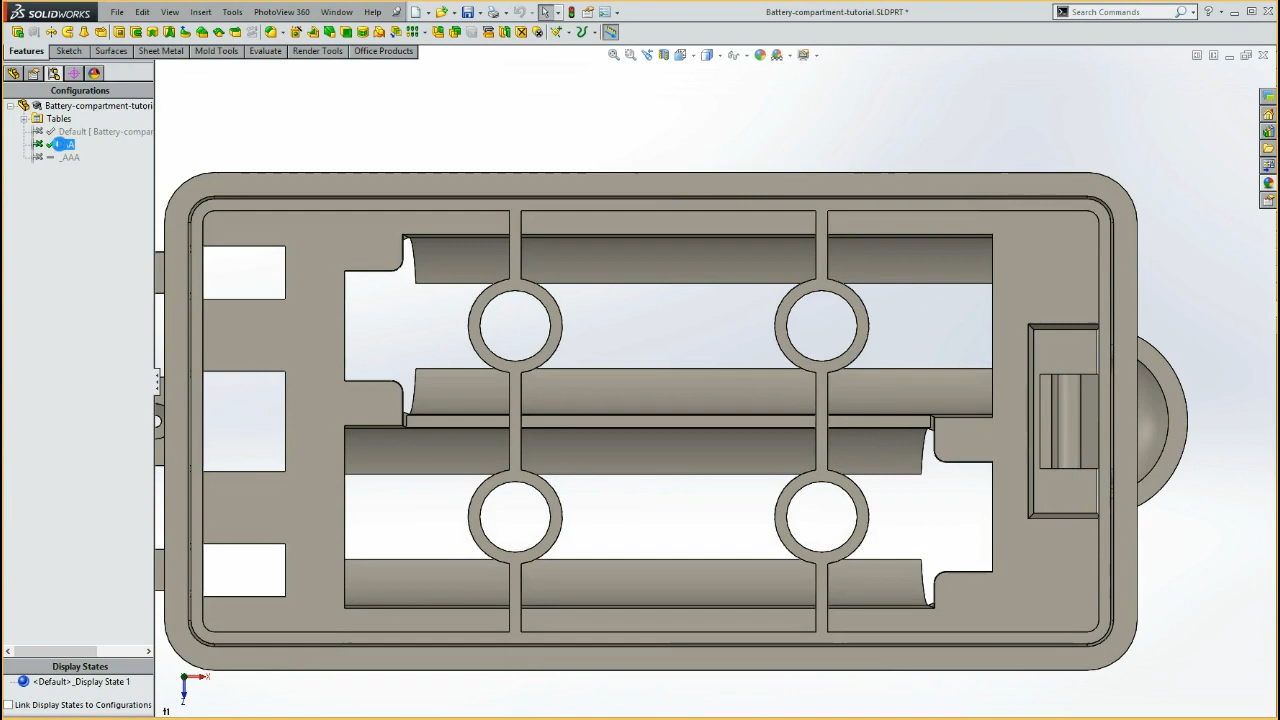 SOLIDWORKS File Edit View Insert Tools PhotoView 360 Window Help Battery-compartment-tutorial.SLDPRT * Search Commands
Features Sketch Surfaces Sheet Metal Mold Tools Evaluate Render Tools Office Products
Configurations
Battery-compartment-tutori
Tables
Default [ Battery-compar
_AAA
Display States
<Default>_Display State 1
Link Display States to Configurations
X
Z